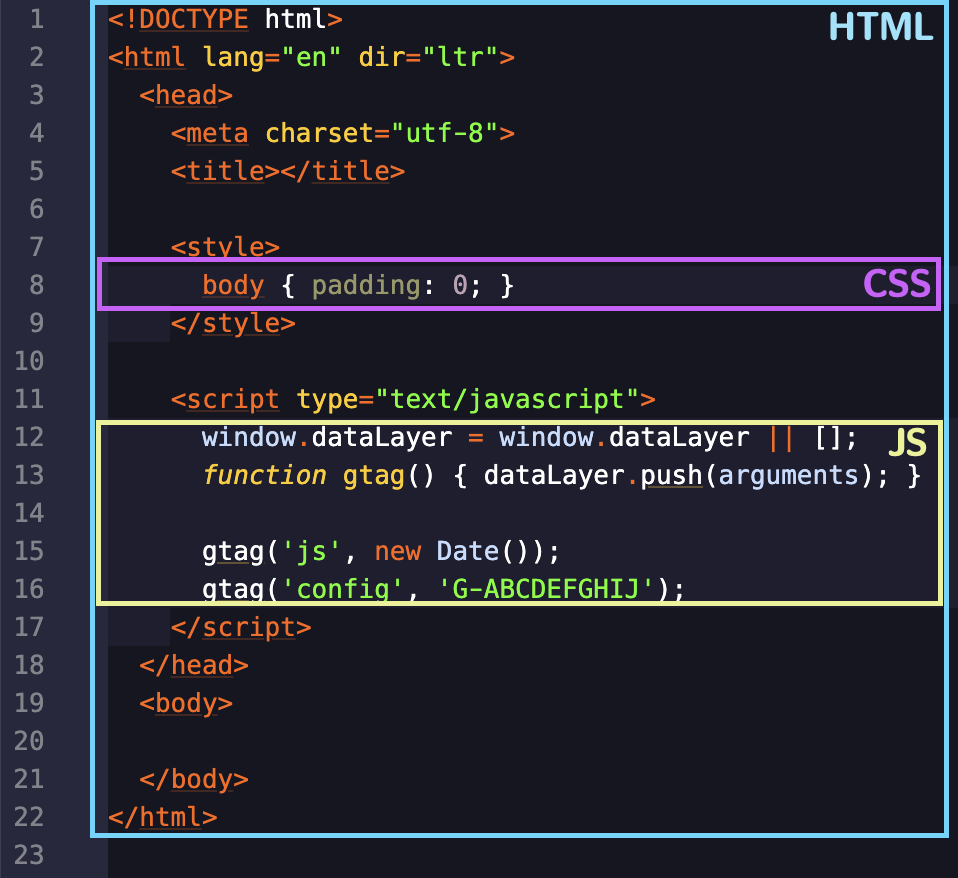 1 <!DOCTYPE html> HTML
2 <html lang="en" dir="ltr">
3   <head>
4     <meta charset="utf-8">
5     <title></title>
6
7     <style>
8       body { padding: 0; } CSS
9     </style>
10
11     <script type="text/javascript">
12       window.dataLayer = window.dataLayer || []; JS
13       function gtag() { dataLayer.push(arguments); }
14
15       gtag('js', new Date());
16       gtag('config', 'G-ABCDEFGHIJ');
17     </script>
18   </head>
19   <body>
20
21   </body>
22 </html>
23